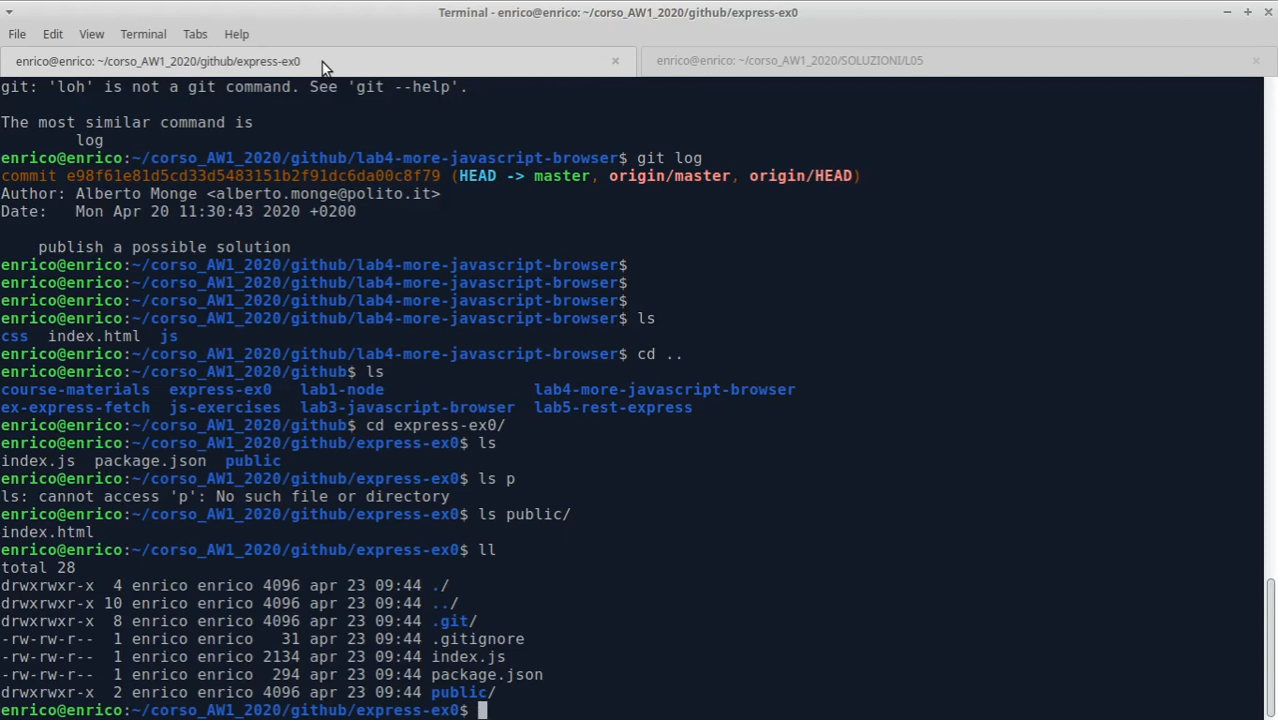 Terminal - enrico@enrico: ~/corso_AW1_2020/github/express-ex0
File Edit View Terminal Tabs Help
enrico@enrico: ~/corso_AW1_2020/github/express-ex0 × enrico@enrico: ~/corso_AW1_2020/SOLUZIONI/L05 ×
git: 'loh' is not a git command. See 'git --help'.
The most similar command is
        log
enrico@enrico:~/corso_AW1_2020/github/lab4-more-javascript-browser$ git log
commit e98f61e81d5cd33d5483151b2f91dc6da00c8f79 (HEAD -> master, origin/master, origin/HEAD)
Author: Alberto Monge <alberto.monge@polito.it>
Date:   Mon Apr 20 11:30:43 2020 +0200
    publish a possible solution
enrico@enrico:~/corso_AW1_2020/github/lab4-more-javascript-browser$
enrico@enrico:~/corso_AW1_2020/github/lab4-more-javascript-browser$
enrico@enrico:~/corso_AW1_2020/github/lab4-more-javascript-browser$
enrico@enrico:~/corso_AW1_2020/github/lab4-more-javascript-browser$ ls
css  index.html  js
enrico@enrico:~/corso_AW1_2020/github/lab4-more-javascript-browser$ cd ..
enrico@enrico:~/corso_AW1_2020/github$ ls
course-materials  express-ex0   lab1-node                lab4-more-javascript-browser
ex-express-fetch  js-exercises  lab3-javascript-browser  lab5-rest-express
enrico@enrico:~/corso_AW1_2020/github$ cd express-ex0/
enrico@enrico:~/corso_AW1_2020/github/express-ex0$ ls
index.js  package.json  public
enrico@enrico:~/corso_AW1_2020/github/express-ex0$ ls p
ls: cannot access 'p': No such file or directory
enrico@enrico:~/corso_AW1_2020/github/express-ex0$ ls public/
index.html
enrico@enrico:~/corso_AW1_2020/github/express-ex0$ ll
total 28
drwxrwxr-x  4 enrico enrico 4096 apr 23 09:44 ./
drwxrwxr-x 10 enrico enrico 4096 apr 23 09:44 ../
drwxrwxr-x  8 enrico enrico 4096 apr 23 09:44 .git/
-rw-rw-r--  1 enrico enrico   31 apr 23 09:44 .gitignore
-rw-rw-r--  1 enrico enrico 2134 apr 23 09:44 index.js
-rw-rw-r--  1 enrico enrico  294 apr 23 09:44 package.json
drwxrwxr-x  2 enrico enrico 4096 apr 23 09:44 public/
enrico@enrico:~/corso_AW1_2020/github/express-ex0$